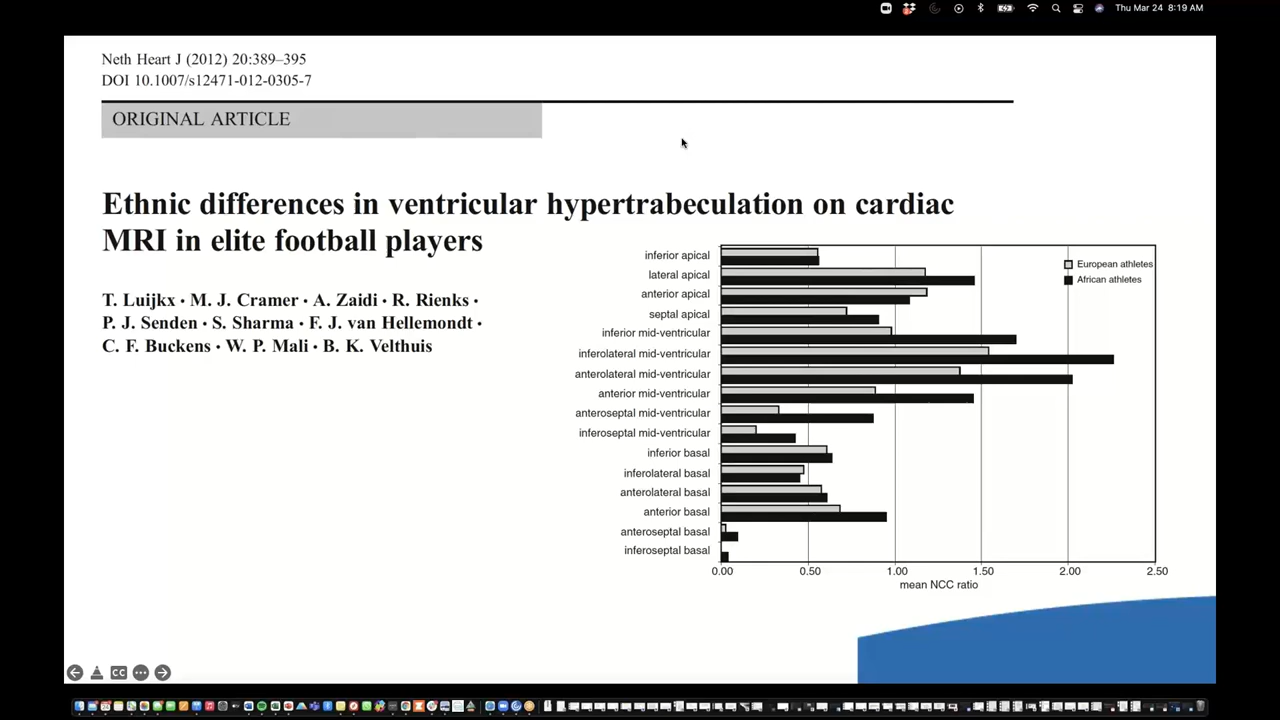 Thu Mar 24 8:19 AM
Neth Heart J (2012) 20:389–395
DOI 10.1007/s12471-012-0305-7
ORIGINAL ARTICLE
Ethnic differences in ventricular hypertrabeculation on cardiac
MRI in elite football players
T. Luijkx · M. J. Cramer · A. Zaidi · R. Rienks ·
P. J. Senden · S. Sharma · F. J. van Hellemondt ·
C. F. Buckens · W. P. Mali · B. K. Velthuis
European athletes
African athletes
inferior apical
lateral apical
anterior apical
septal apical
inferior mid-ventricular
inferolateral mid-ventricular
anterolateral mid-ventricular
anterior mid-ventricular
anteroseptal mid-ventricular
inferoseptal mid-ventricular
inferior basal
inferolateral basal
anterolateral basal
anterior basal
anteroseptal basal
inferoseptal basal
0.00 0.50 1.00 1.50 2.00 2.50
mean NCC ratio
CC